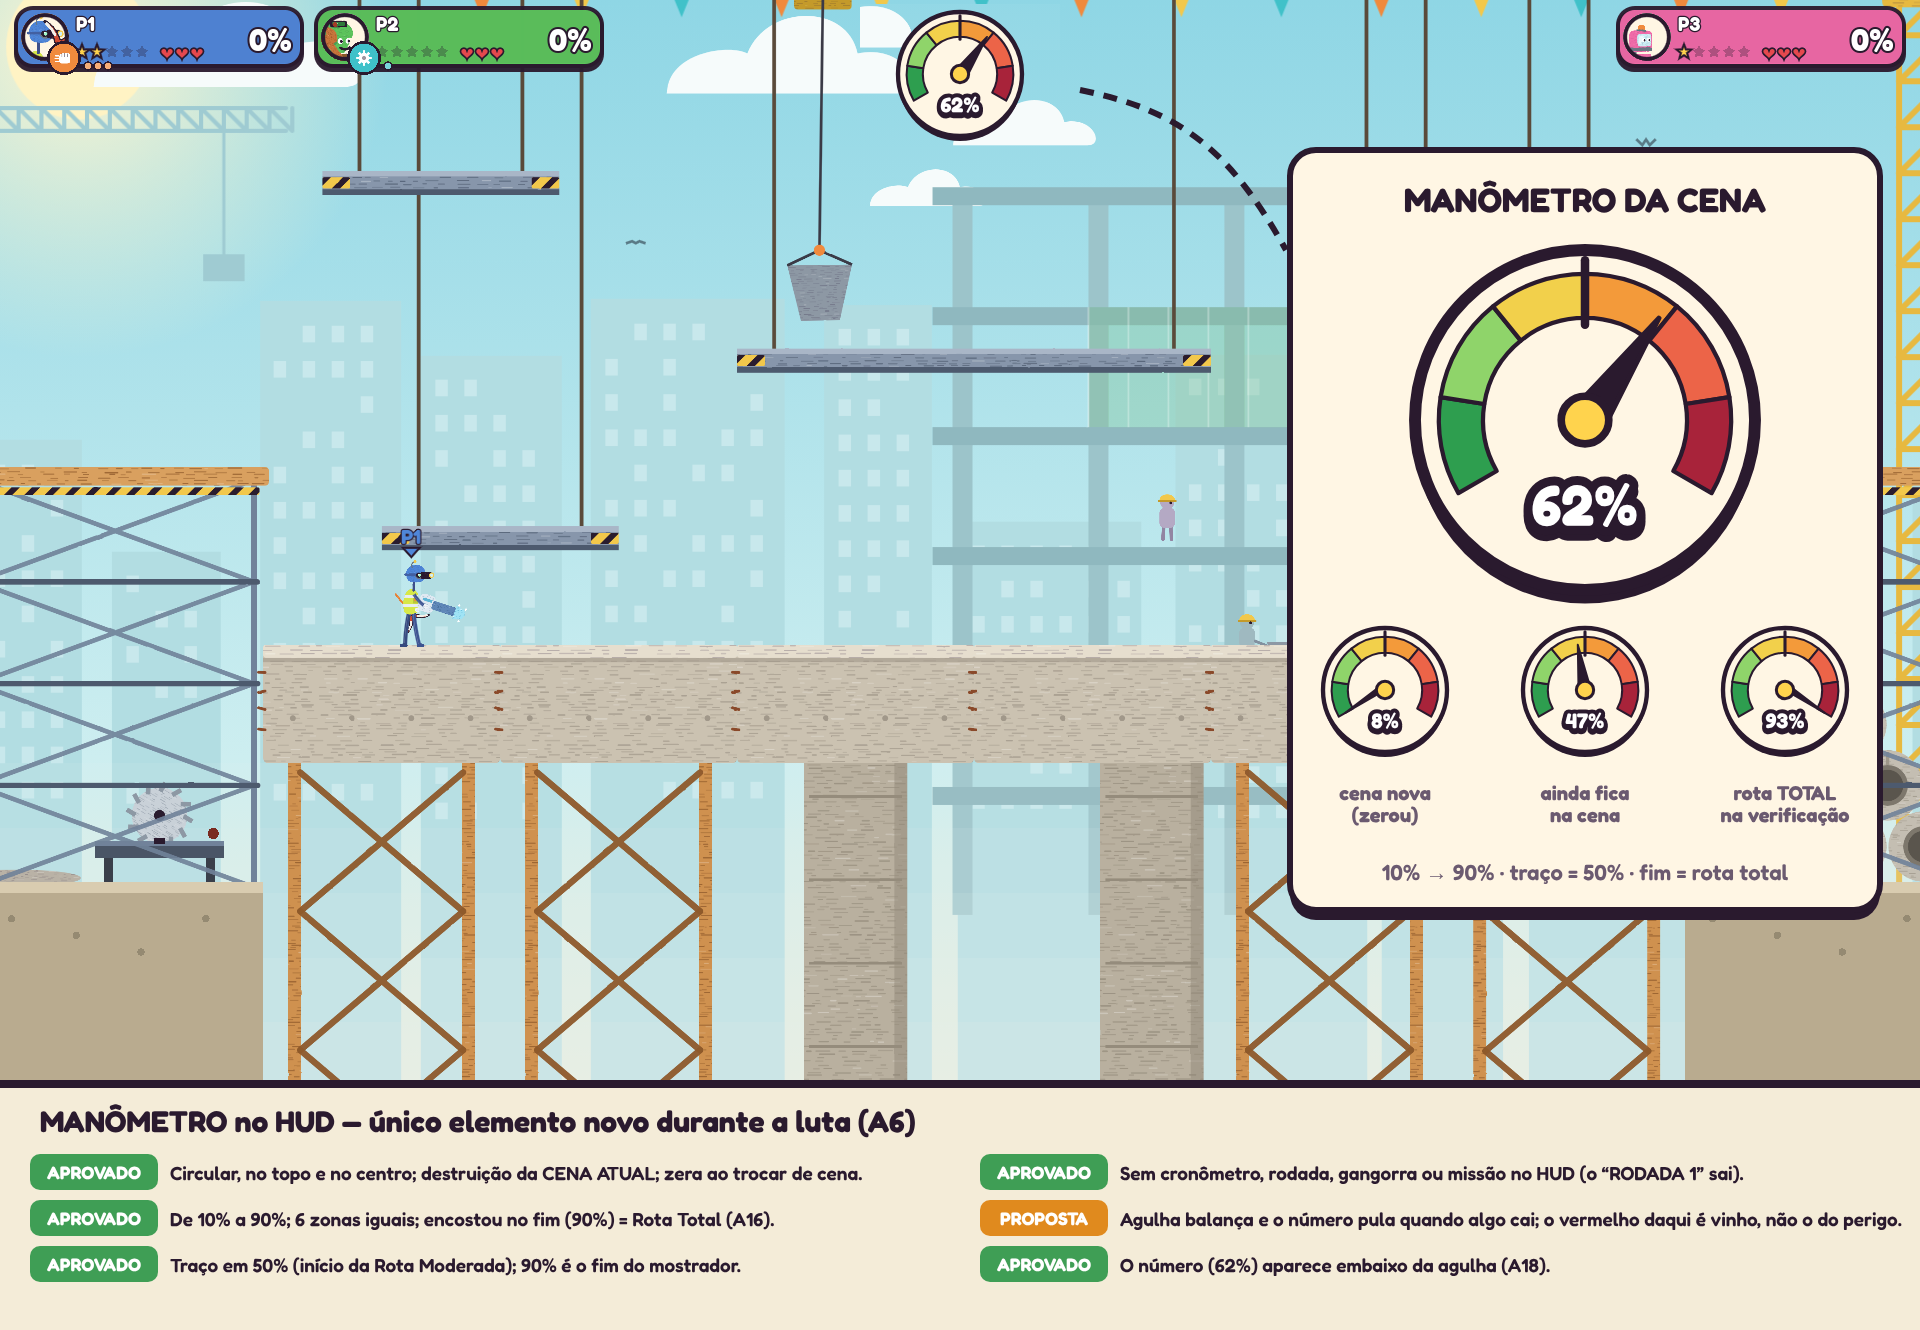 P1
0%
P2
0%
62%
P3
0%
MANÔMETRO DA CENA
62%
8%
47%
93%
cena nova
(zerou)
ainda fica
na cena
rota TOTAL
na verificação
10% → 90% · traço = 50% · fim = rota total
P1
MANÔMETRO no HUD — único elemento novo durante a luta (A6)
APROVADO Circular, no topo e no centro; destruição da CENA ATUAL; zera ao trocar de cena.
APROVADO De 10% a 90%; 6 zonas iguais; encostou no fim (90%) = Rota Total (A16).
APROVADO Traço em 50% (início da Rota Moderada); 90% é o fim do mostrador.
APROVADO Sem cronômetro, rodada, gangorra ou missão no HUD (o “RODADA 1” sai).
PROPOSTA Agulha balança e o número pula quando algo cai; o vermelho daqui é vinho, não o do perigo.
APROVADO O número (62%) aparece embaixo da agulha (A18).